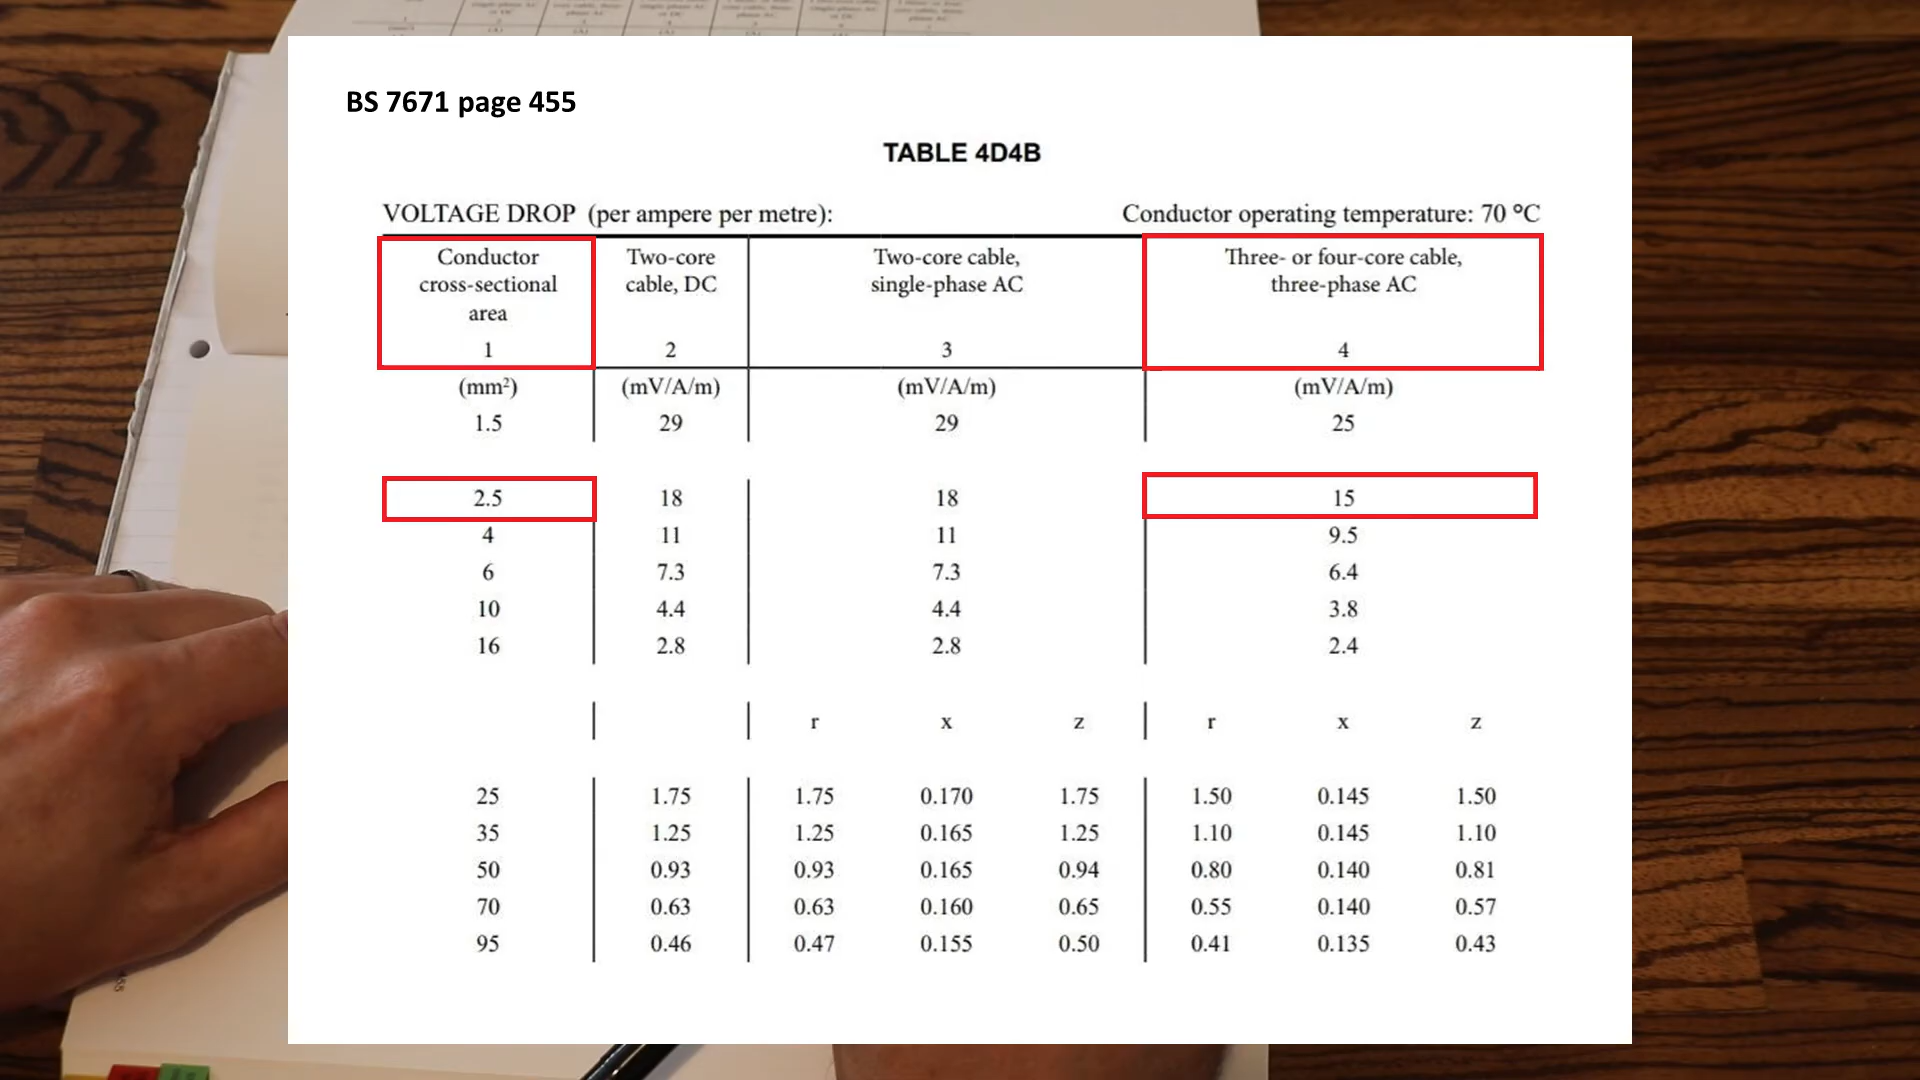 BS 7671 page 455
TABLE 4D4B
VOLTAGE DROP (per ampere per metre): Conductor operating temperature: 70 °C
Conductor cross-sectional area Two-core cable, DC Two-core cable, single-phase AC Three- or four-core cable, three-phase AC
1 2 3 4
(mm²) (mV/A/m) (mV/A/m) (mV/A/m)
1.5 29 29 25
2.5 18 18 15
4 11 11 9.5
6 7.3 7.3 6.4
10 4.4 4.4 3.8
16 2.8 2.8 2.4
r x z r x z
25 1.75 1.75 0.170 1.75 1.50 0.145 1.50
35 1.25 1.25 0.165 1.25 1.10 0.145 1.10
50 0.93 0.93 0.165 0.94 0.80 0.140 0.81
70 0.63 0.63 0.160 0.65 0.55 0.140 0.57
95 0.46 0.47 0.155 0.50 0.41 0.135 0.43